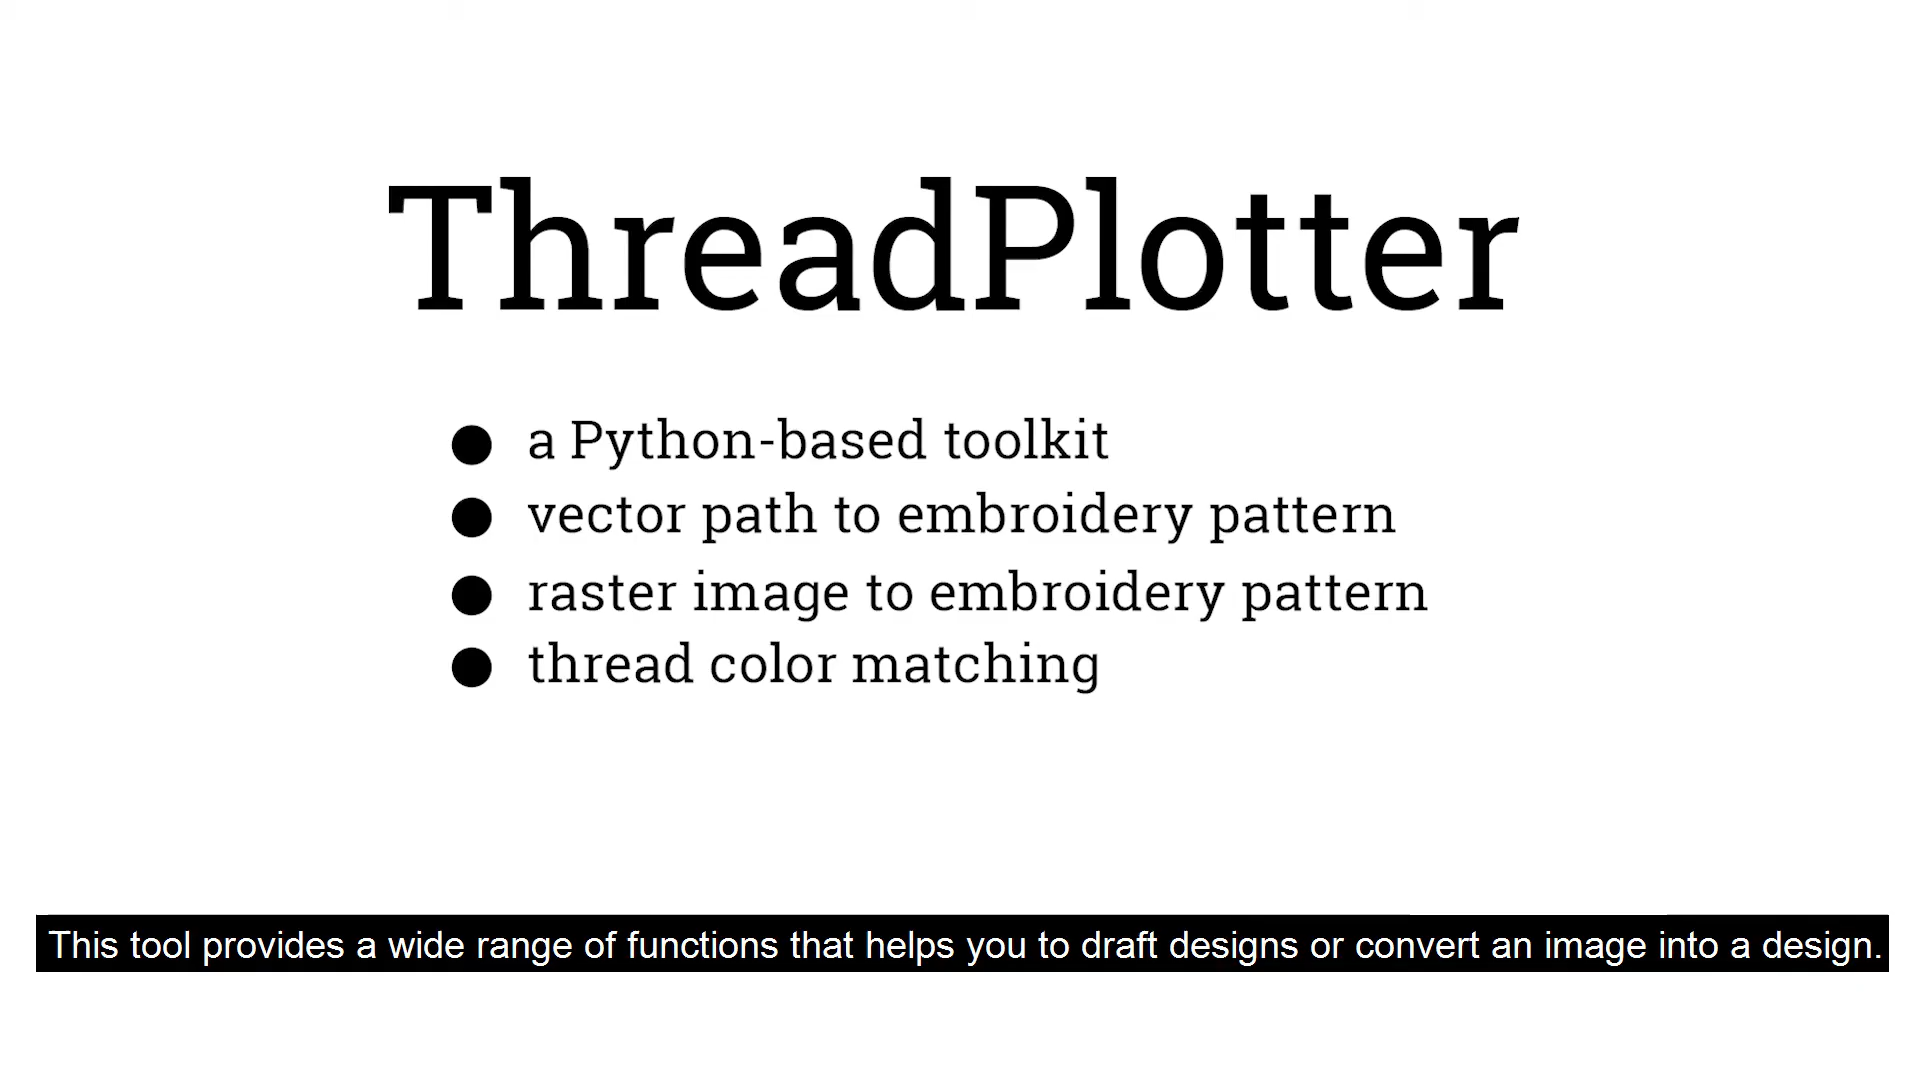 ThreadPlotter
● a Python-based toolkit
● vector path to embroidery pattern
● raster image to embroidery pattern
● thread color matching
This tool provides a wide range of functions that helps you to draft designs or convert an image into a design.